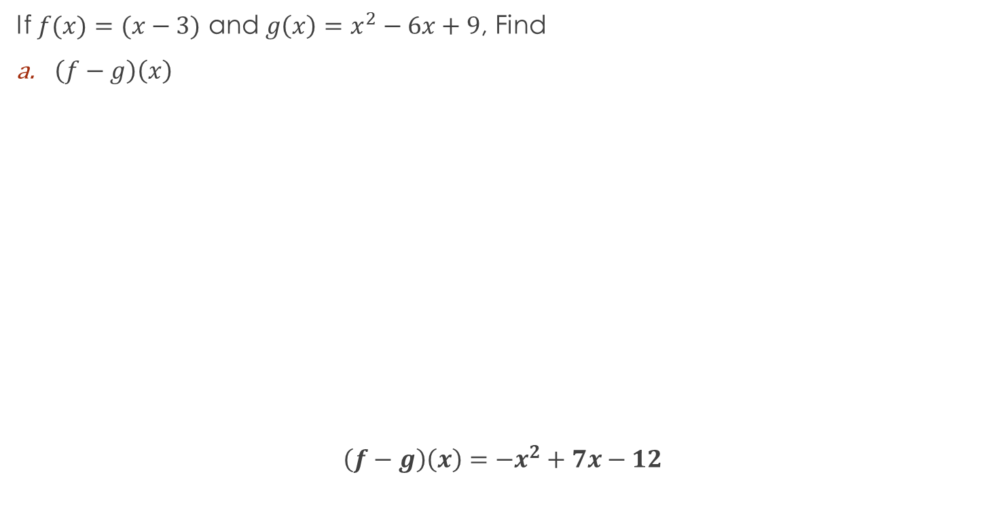 If f(x) = (x − 3) and g(x) = x² − 6x + 9, Find
a. (f − g)(x)
(f − g)(x) = −x² + 7x − 12